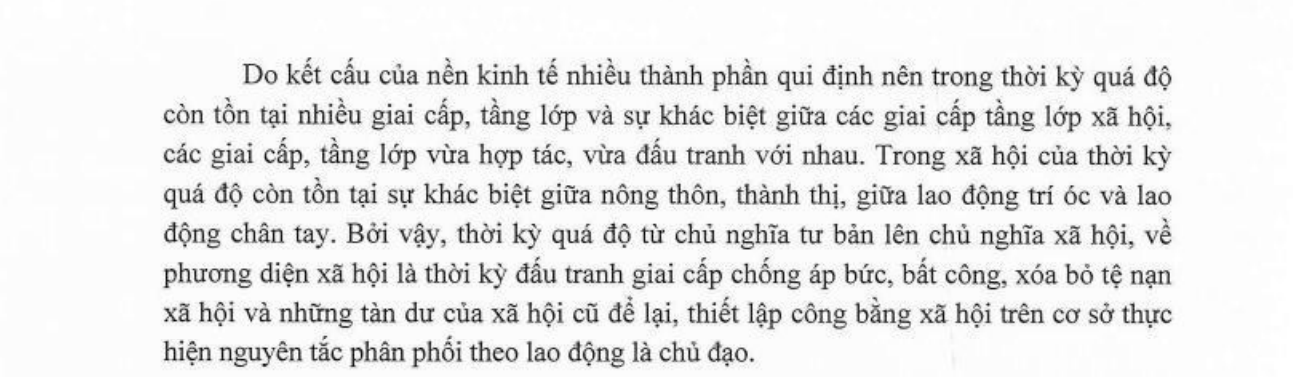 Do kết cấu của nền kinh tế nhiều thành phần qui định nên trong thời kỳ quá độ
còn tồn tại nhiều giai cấp, tầng lớp và sự khác biệt giữa các giai cấp tầng lớp xã hội,
các giai cấp, tầng lớp vừa hợp tác, vừa đấu tranh với nhau. Trong xã hội của thời kỳ
quá độ còn tồn tại sự khác biệt giữa nông thôn, thành thị, giữa lao động trí óc và lao
động chân tay. Bởi vậy, thời kỳ quá độ từ chủ nghĩa tư bản lên chủ nghĩa xã hội, về
phương diện xã hội là thời kỳ đấu tranh giai cấp chống áp bức, bất công, xóa bỏ tệ nạn
xã hội và những tàn dư của xã hội cũ để lại, thiết lập công bằng xã hội trên cơ sở thực
hiện nguyên tắc phân phối theo lao động là chủ đạo.